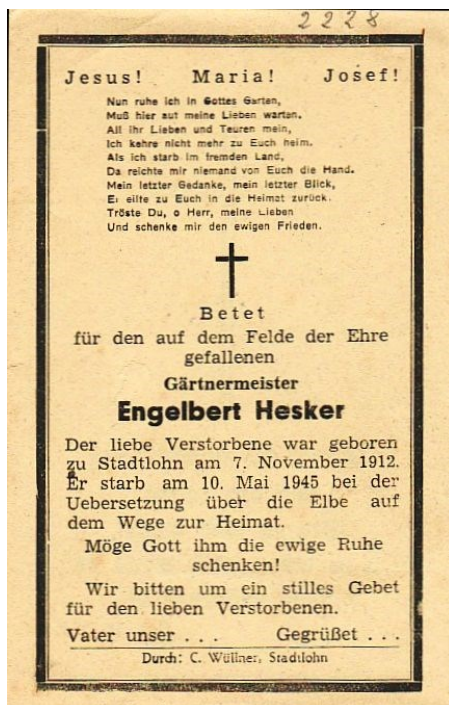 2228
Jesus! Maria! Josef!
Nun ruhe ich in Gottes Garten,
Muß hier auf meine Lieben warten.
All ihr Lieben und Teuren mein,
Ich kehre nicht mehr zu Euch heim.
Als ich starb im fremden Land,
Da reichte mir niemand von Euch die Hand.
Mein letzter Gedanke, mein letzter Blick,
Er eilte zu Euch in die Heimat zurück.
Tröste Du, o Herr, meine Lieben
Und schenke mir den ewigen Frieden.
Betet
für den auf dem Felde der Ehre
gefallenen
Gärtnermeister
Engelbert Hesker
Der liebe Verstorbene war geboren
zu Stadtlohn am 7. November 1912.
Er starb am 10. Mai 1945 bei der
Uebersetzung über die Elbe auf
dem Wege zur Heimat.
Möge Gott ihm die ewige Ruhe
schenken!
Wir bitten um ein stilles Gebet
für den lieben Verstorbenen.
Vater unser . . . Gegrüßet . . .
Durch: C. Wüllner, Stadtlohn